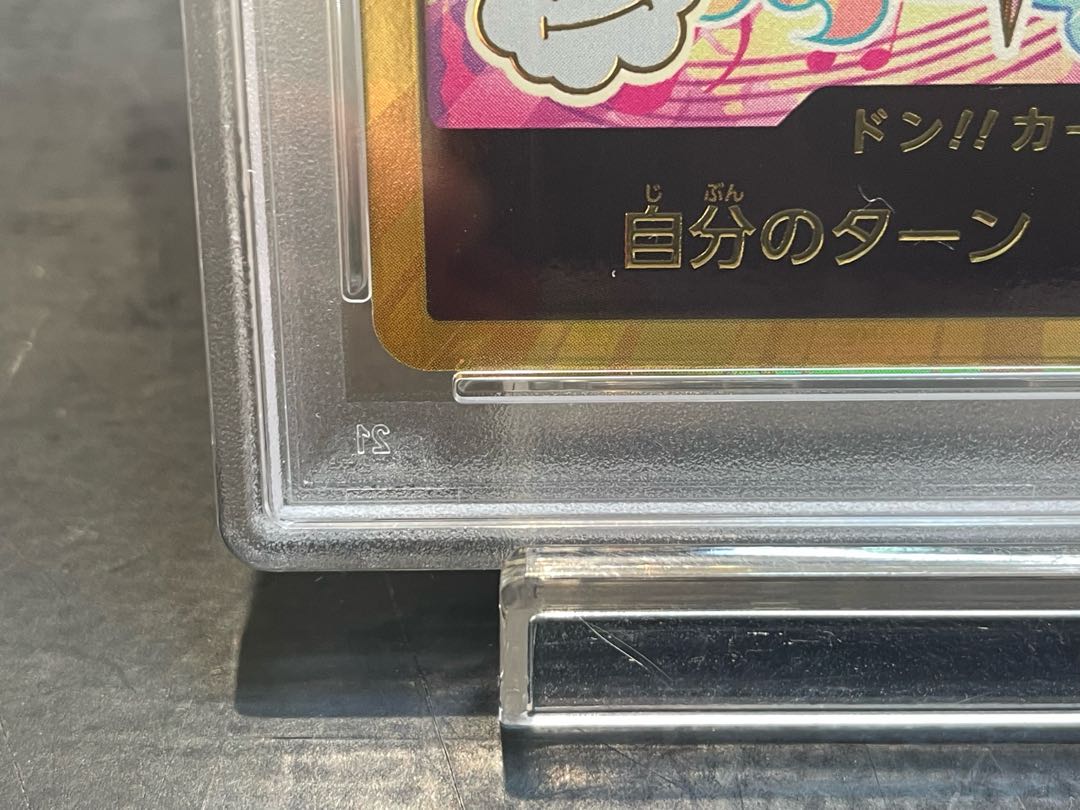 ドン!!カー
じ ぶん
自分のターン
21